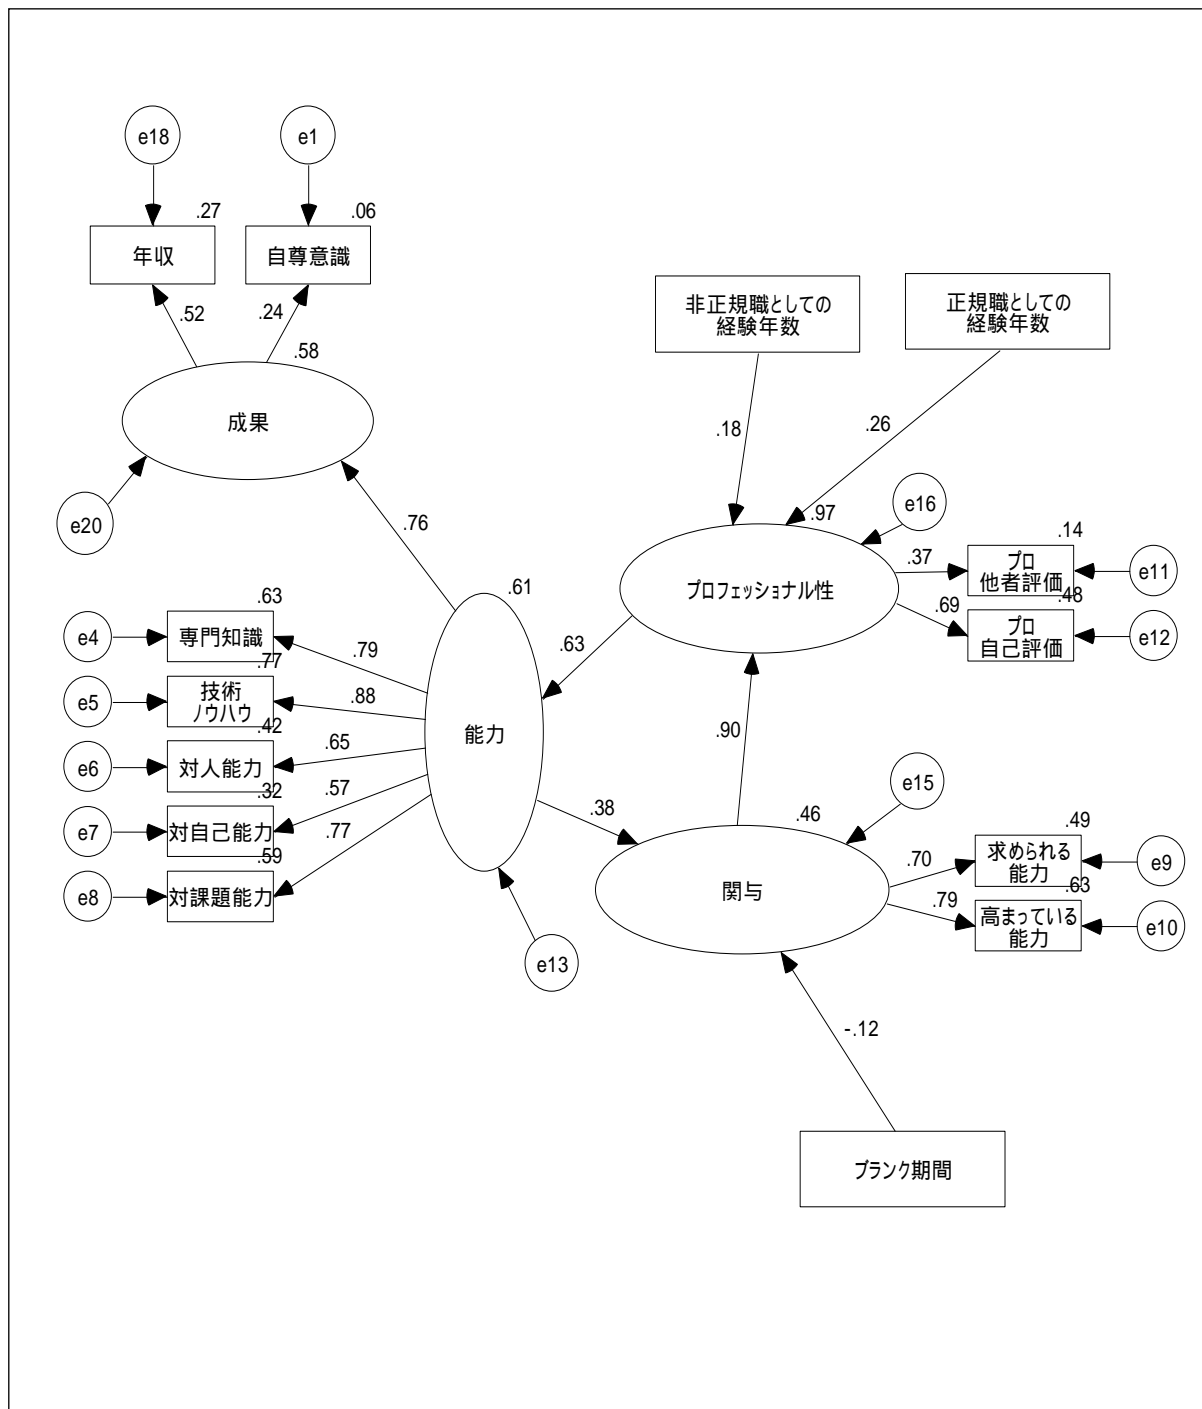 e18
e1
.27
.06
年収
自尊意識
.52
.24
.58
成果
e20
.76
非正規職としての
経験年数
正規職としての
経験年数
.18
.26
e16
.97
プロフェッショナル性
.37
.14
プロ
他者評価
e11
.69
.48
プロ
自己評価
e12
.61
.63
.63
e4
専門知識
.79
.77
e5
技術
ノウハウ
.88
.42
e6
対人能力
.65
.32
e7
対自己能力
.57
.59
e8
対課題能力
.77
能力
e13
.90
.38
e15
.46
関与
.70
.49
求められる
能力
e9
.79
.63
高まっている
能力
e10
-.12
ブランク期間